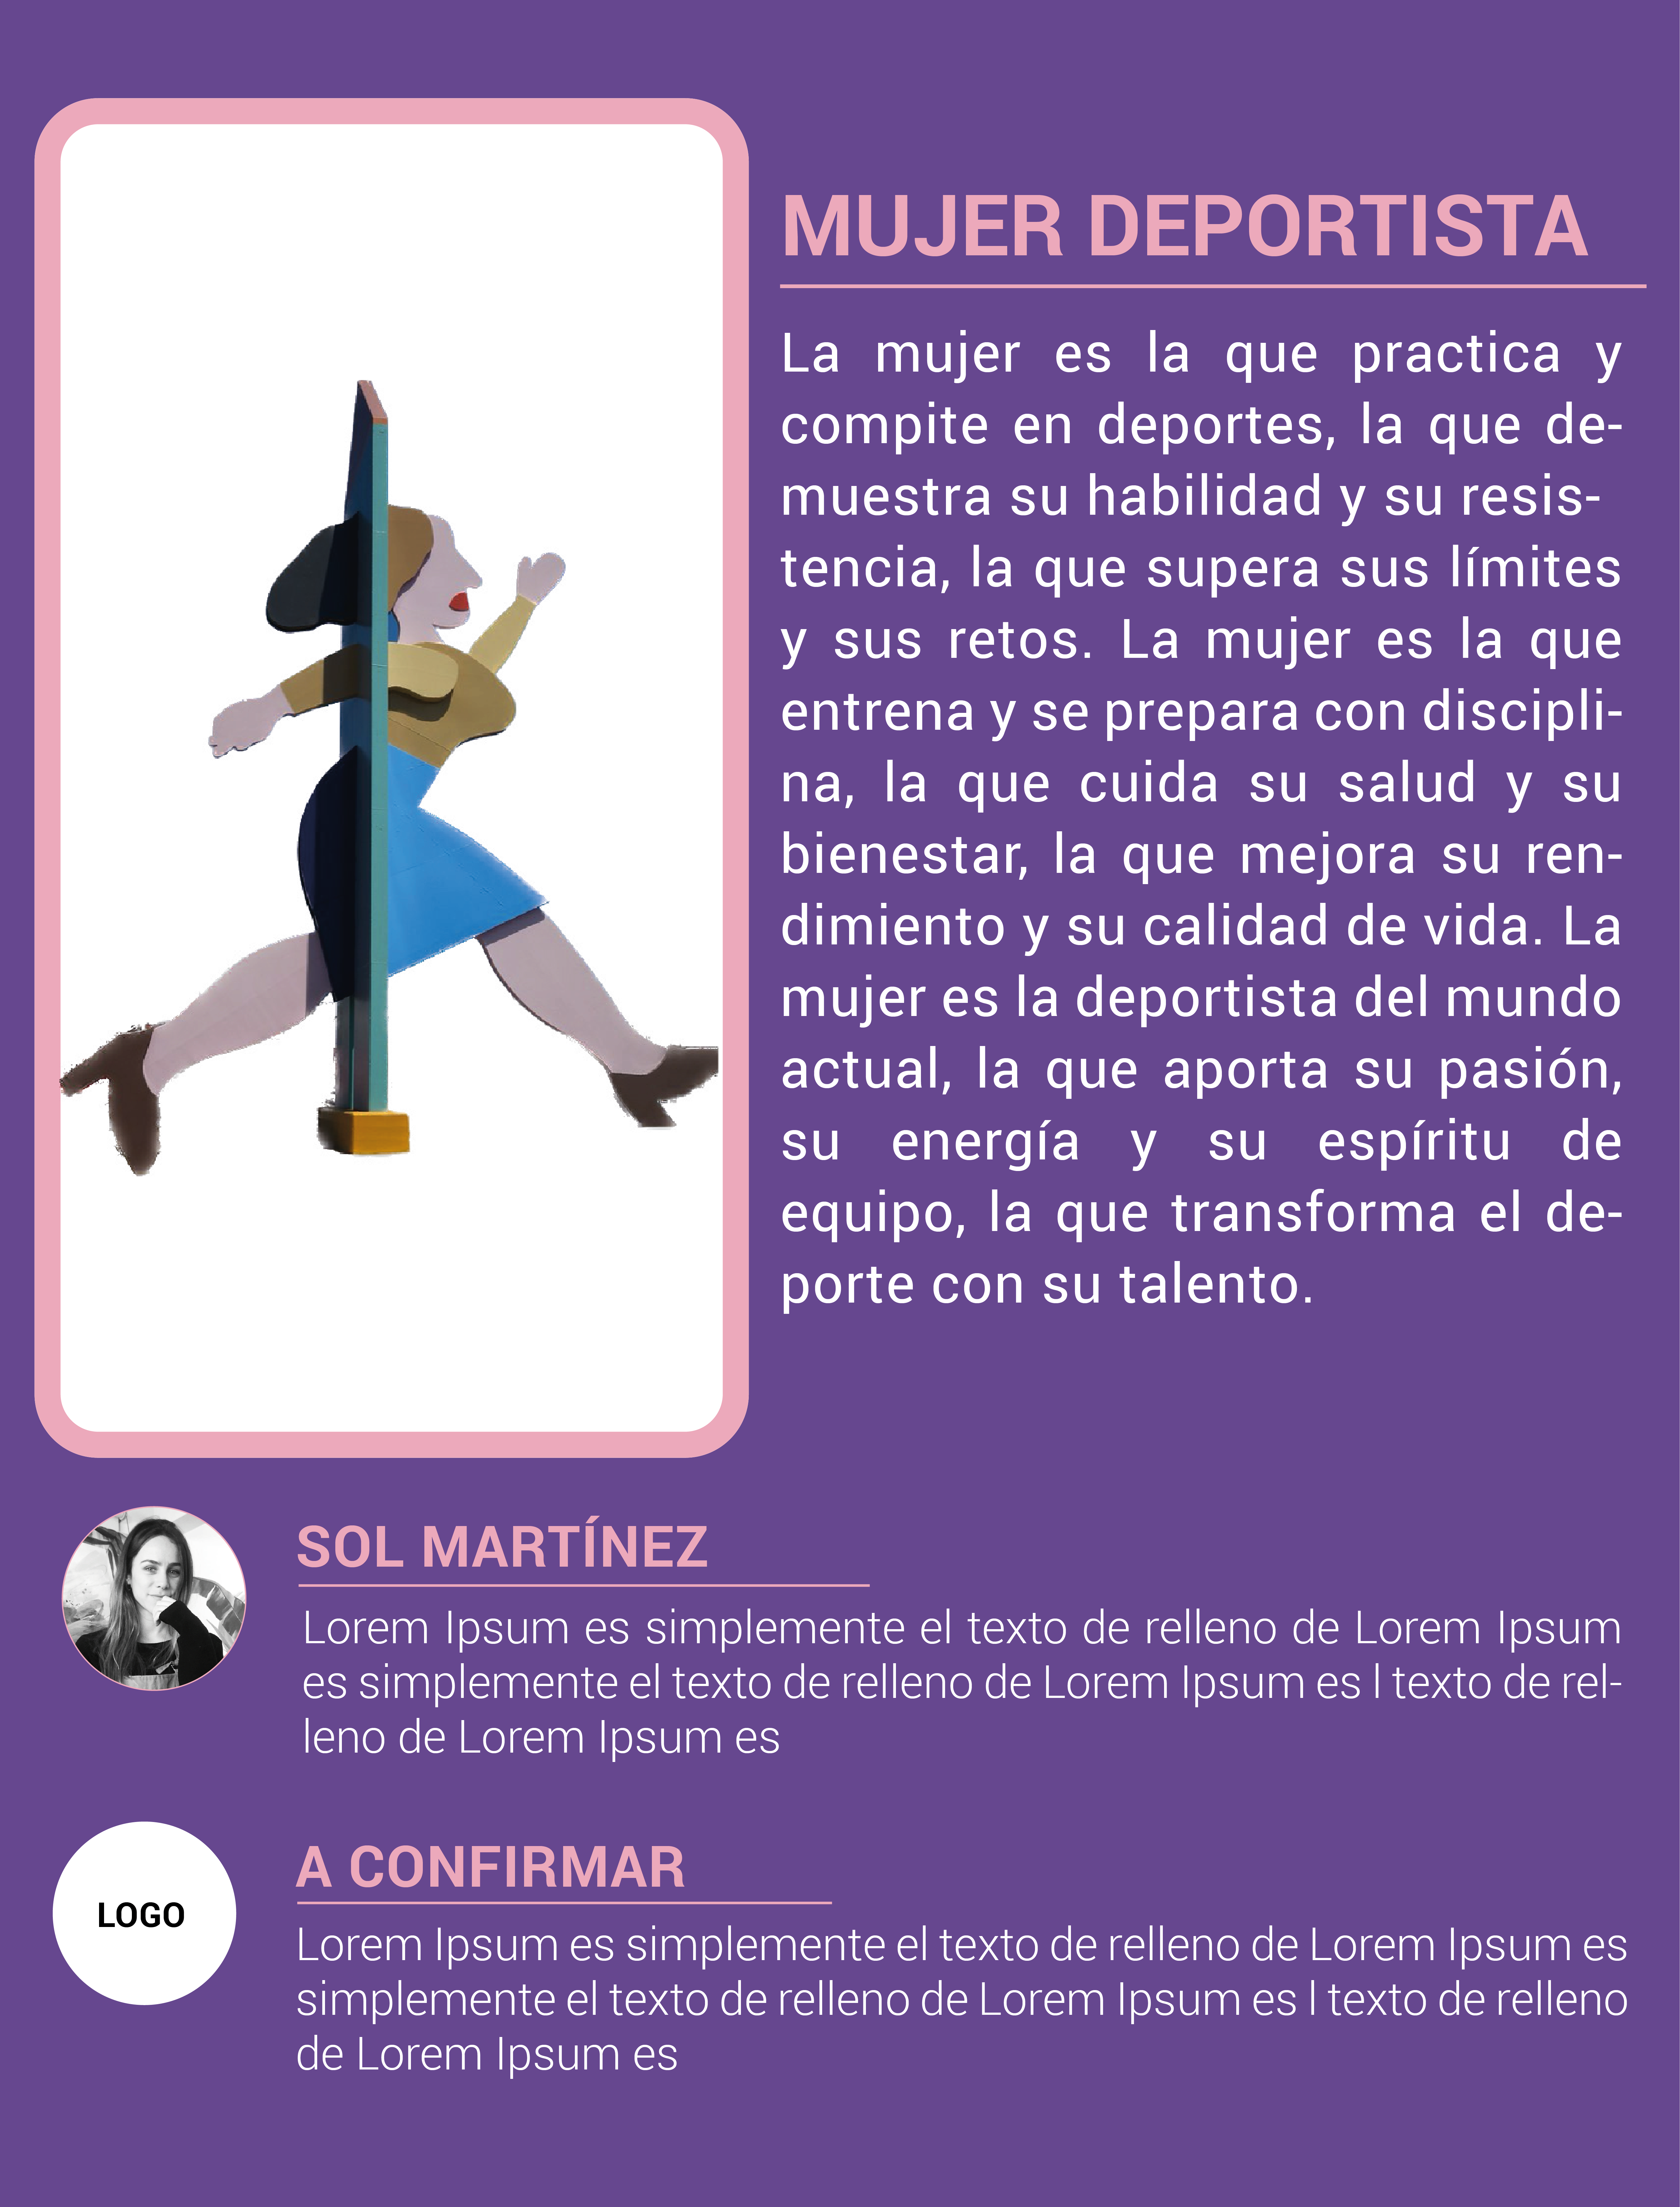 MUJER DEPORTISTA
La mujer es la que practica y
compite en deportes, la que de-
muestra su habilidad y su resis-
tencia, la que supera sus límites
y sus retos. La mujer es la que
entrena y se prepara con discipli-
na, la que cuida su salud y su
bienestar, la que mejora su ren-
dimiento y su calidad de vida. La
mujer es la deportista del mundo
actual, la que aporta su pasión,
su energía y su espíritu de
equipo, la que transforma el de-
porte con su talento.
SOL MARTÍNEZ
Lorem Ipsum es simplemente el texto de relleno de Lorem Ipsum
es simplemente el texto de relleno de Lorem Ipsum es l texto de rel-
leno de Lorem Ipsum es
LOGO
A CONFIRMAR
Lorem Ipsum es simplemente el texto de relleno de Lorem Ipsum es
simplemente el texto de relleno de Lorem Ipsum es l texto de relleno
de Lorem Ipsum es